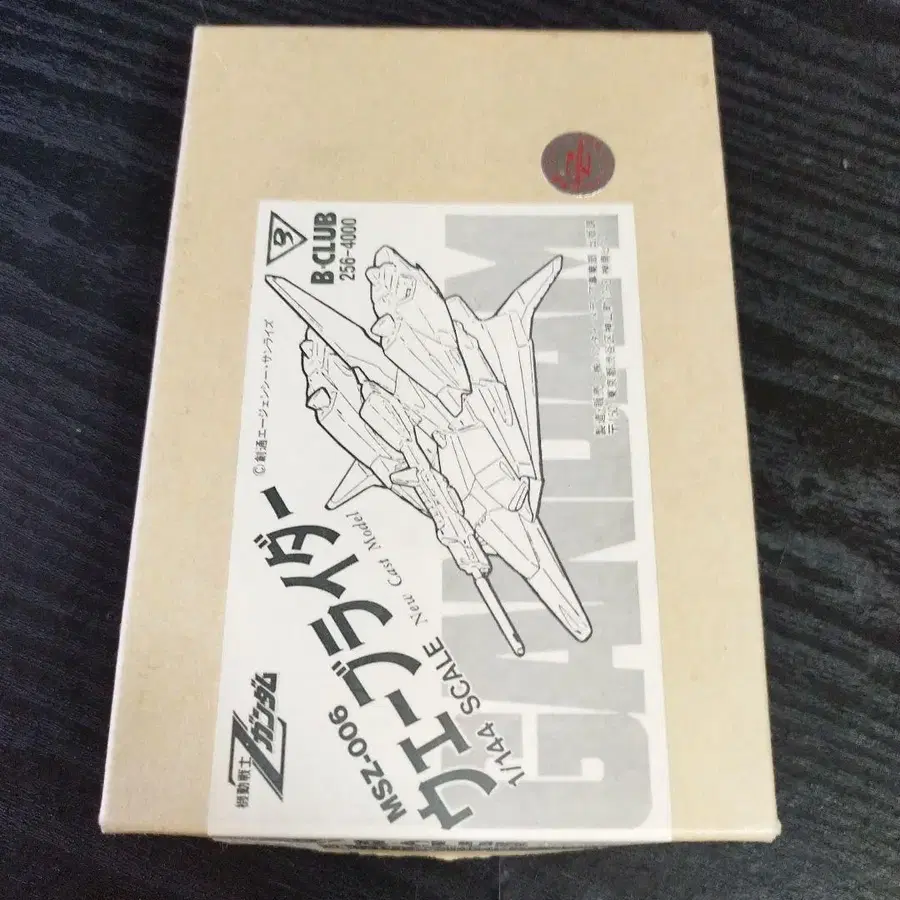 機動戦士
Zガンダム
MSZ-006
ウェーブライダー
1/144 SCALE New Cast Model
©創通エージェンシー・サンライズ
B-CLUB
256-4000
GANDAM